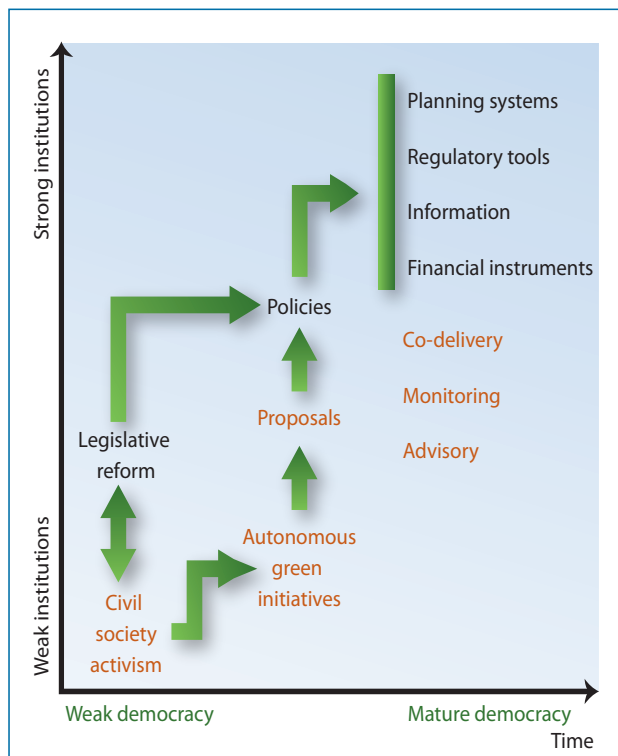 Strong institutions
Weak institutions
Planning systems
Regulatory tools
Information
Financial instruments
Policies
Co-delivery
Monitoring
Advisory
Proposals
Legislative
reform
Autonomous
green
initiatives
Civil
society
activism
Weak democracy
Mature democracy
Time